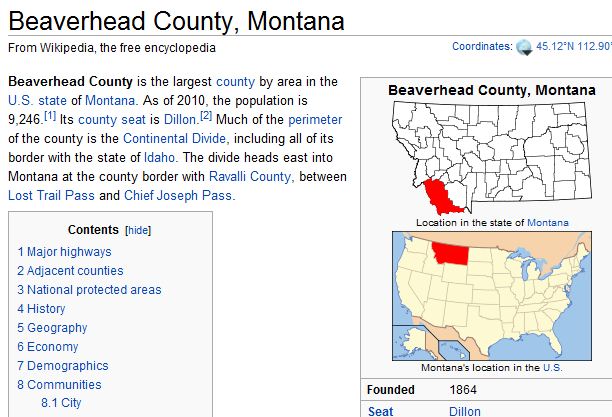 Beaverhead County, Montana
From Wikipedia, the free encyclopedia
Coordinates: 45.12°N 112.90°
Beaverhead County is the largest county by area in the
U.S. state of Montana. As of 2010, the population is
9,246.[1] Its county seat is Dillon.[2] Much of the perimeter
of the county is the Continental Divide, including all of its
border with the state of Idaho. The divide heads east into
Montana at the county border with Ravalli County, between
Lost Trail Pass and Chief Joseph Pass.
Contents [hide]
1 Major highways
2 Adjacent counties
3 National protected areas
4 History
5 Geography
6 Economy
7 Demographics
8 Communities
8.1 City
Beaverhead County, Montana
Location in the state of Montana
Montana's location in the U.S.
Founded 1864
Seat Dillon